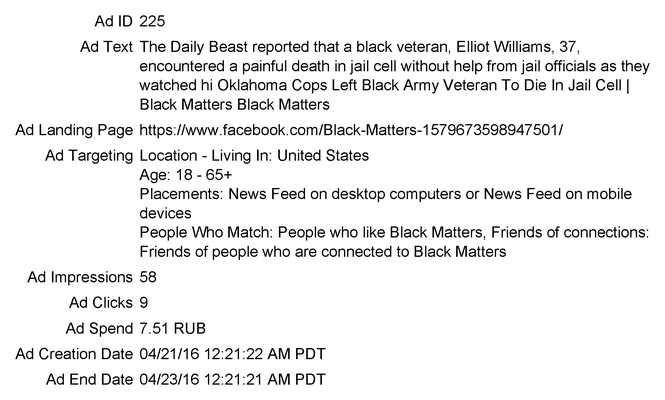 Ad ID 225
Ad Text The Daily Beast reported that a black veteran, Elliot Williams, 37,
encountered a painful death in jail cell without help from jail officials as they
watched hi Oklahoma Cops Left Black Army Veteran To Die In Jail Cell |
Black Matters Black Matters
Ad Landing Page https://www.facebook.com/Black-Matters-1579673598947501/
Ad Targeting Location - Living In: United States
Age: 18 - 65+
Placements: News Feed on desktop computers or News Feed on mobile
devices
People Who Match: People who like Black Matters, Friends of connections:
Friends of people who are connected to Black Matters
Ad Impressions 58
Ad Clicks 9
Ad Spend 7.51 RUB
Ad Creation Date 04/21/16 12:21:22 AM PDT
Ad End Date 04/23/16 12:21:21 AM PDT